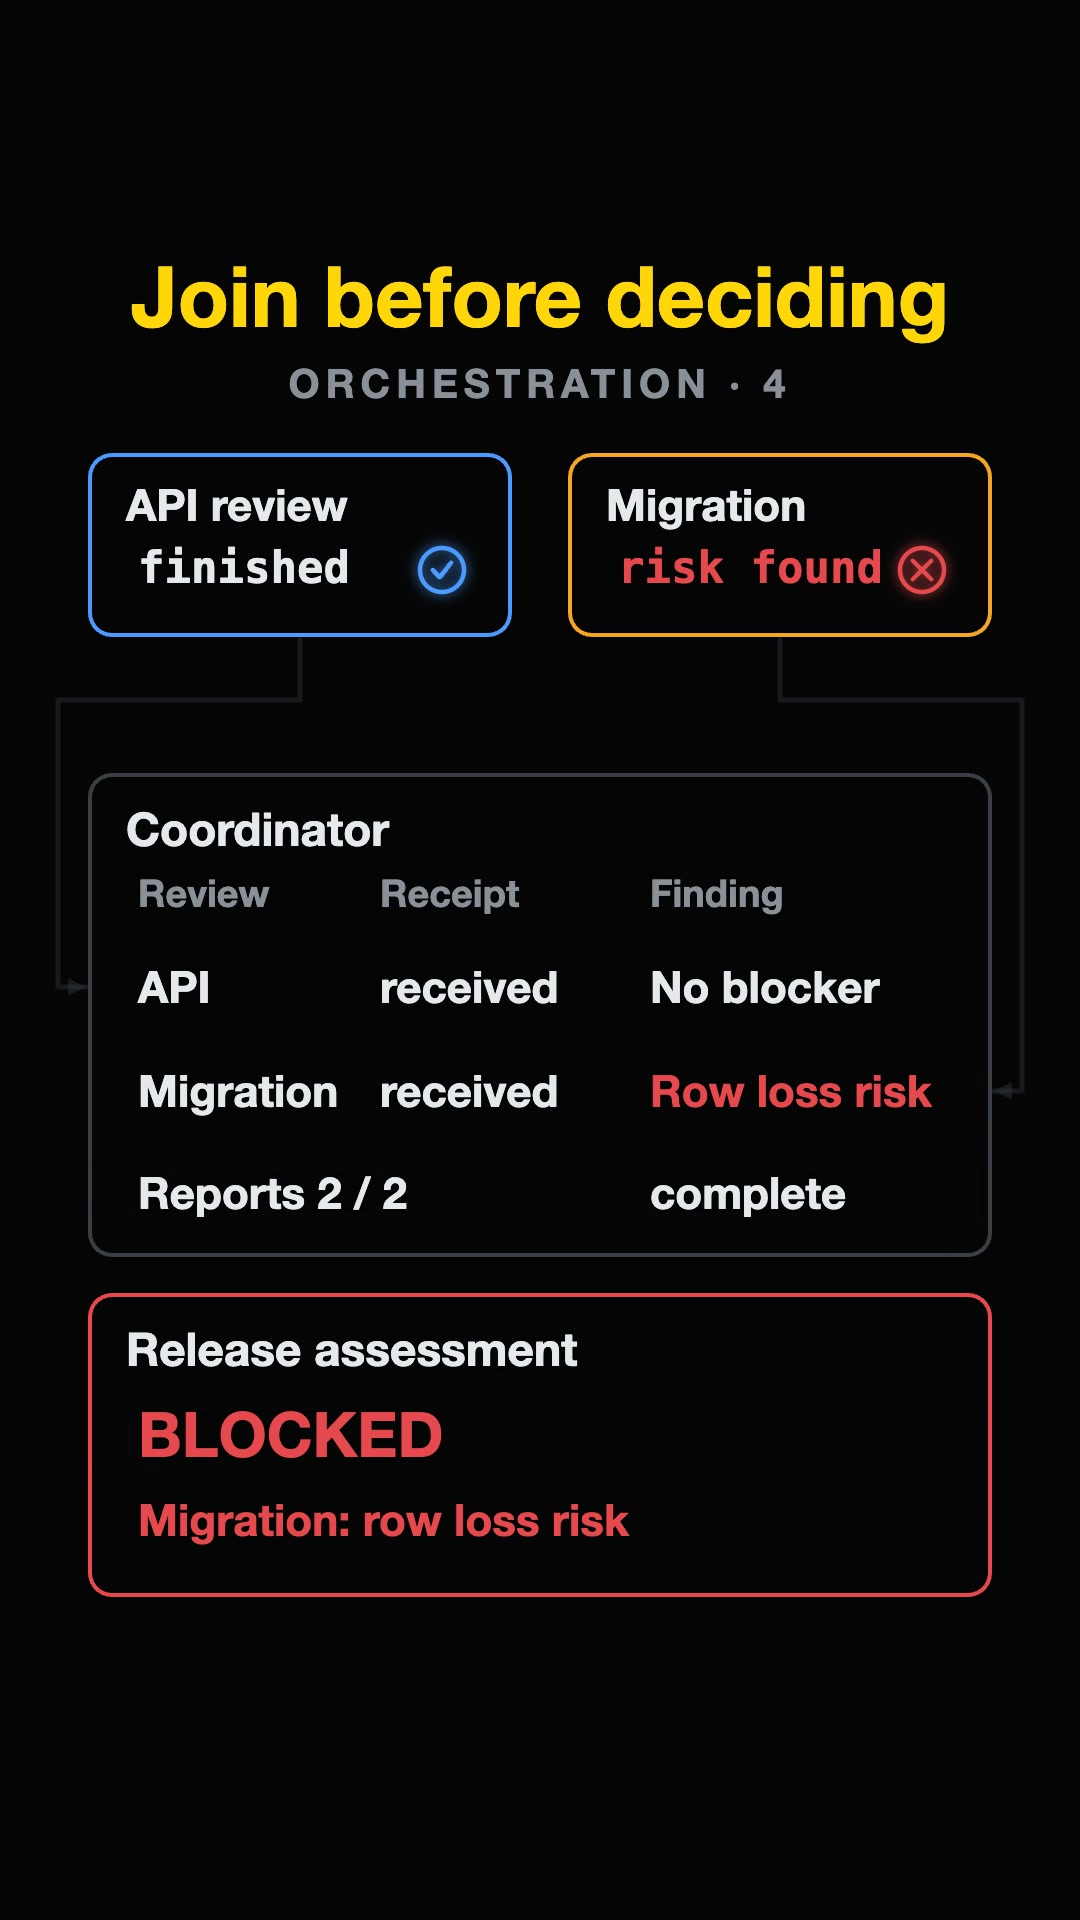 Join before deciding
ORCHESTRATION · 4
API review
finished
Migration
risk found
Coordinator
Review Receipt Finding
API received No blocker
Migration received Row loss risk
Reports 2 / 2 complete
Release assessment
BLOCKED
Migration: row loss risk